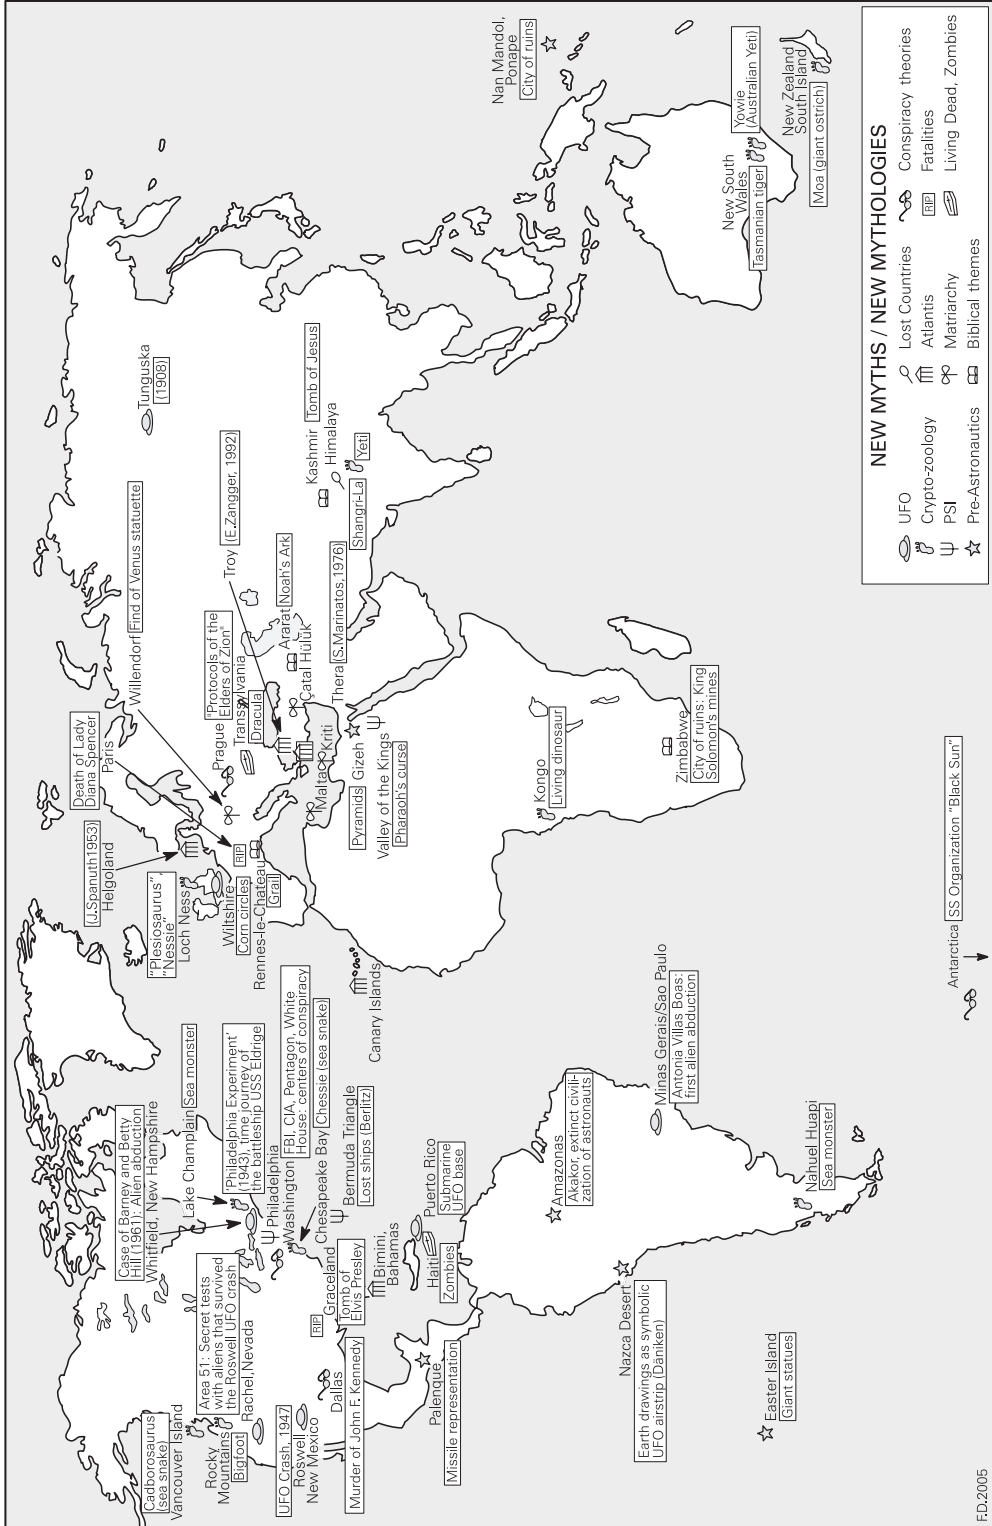 Cadborosaurus
(sea snake)
Vancouver Island
Rocky
Mountains
Bigfoot
Area 51: Secret tests
with aliens that survived
the Roswell UFO crash
Rachel,Nevada
UFO Crash, 1947
Roswell
New Mexico
Dallas
Murder of John F. Kennedy
Graceland
Tomb of
Elvis Presley
Case of Barney and Betty
Hill (1961): Alien abduction
Whitfield, New Hampshire
Lake Champlain
Sea monster
'Philadelphia Experiment'
(1943), time journey of
the battleship USS Eldrige
Philadelphia
Washington
FBI, CIA, Pentagon, White
House: centers of conspiracy
Chesapeake Bay
Chessie (sea snake)
Bermuda Triangle
Lost ships (Berlitz)
Bimini,
Bahamas
Puerto Rico
Submarine
UFO base
Haiti
Zombies
Palenque
Missile representation
Amazonas
Akakor, extinct civili-
zation of astronauts
Minas Gerais/Sao Paulo
Antonia Villas Boas:
first alien abduction
Nazca Desert
Earth drawings as symbolic
UFO airstrip (Däniken)
Easter Island
Giant statues
Nahuel Huapi
Sea monster
Canary Islands
"Plesiosaurus",
"Nessie"
Loch Ness
(J.Spanuth1953)
Helgoland
Death of Lady
Diana Spencer
Paris
RIP
RIP
Wiltshire
Corn circles
Rennes-le-Chateau
Grail
Willendorf
Find of Venus statuette
Prague
"Protocols of the
Elders of Zion"
Transsylvania
Dracula
Troy
(E.Zangger, 1992)
Ararat
Noah's Ark
Çatal Hülük
Thera
(S.Marinatos,1976)
Malta
Kriti
Pyramids
Gizeh
Valley of the Kings
Pharaoh's curse
Kongo
Living dinosaur
Zimbabwe
City of ruins: King
Solomon's mines
Tunguska
(1908)
Kashmir
Tomb of Jesus
Himalaya
Shangri-La
Yeti
Nan Mandol,
Ponape
City of ruins
New South
Wales
Tasmanian tiger
Yowie
(Australian Yeti)
New Zealand
South Island
Moa (giant ostrich)
Antarctica
SS Organization "Black Sun"
NEW MYTHS / NEW MYTHOLOGIES
UFO
Crypto-zoology
PSI
Pre-Astronautics
Lost Countries
Atlantis
Matriarchy
Biblical themes
Conspiracy theories
RIP
Fatalities
Living Dead, Zombies
F.D.2005